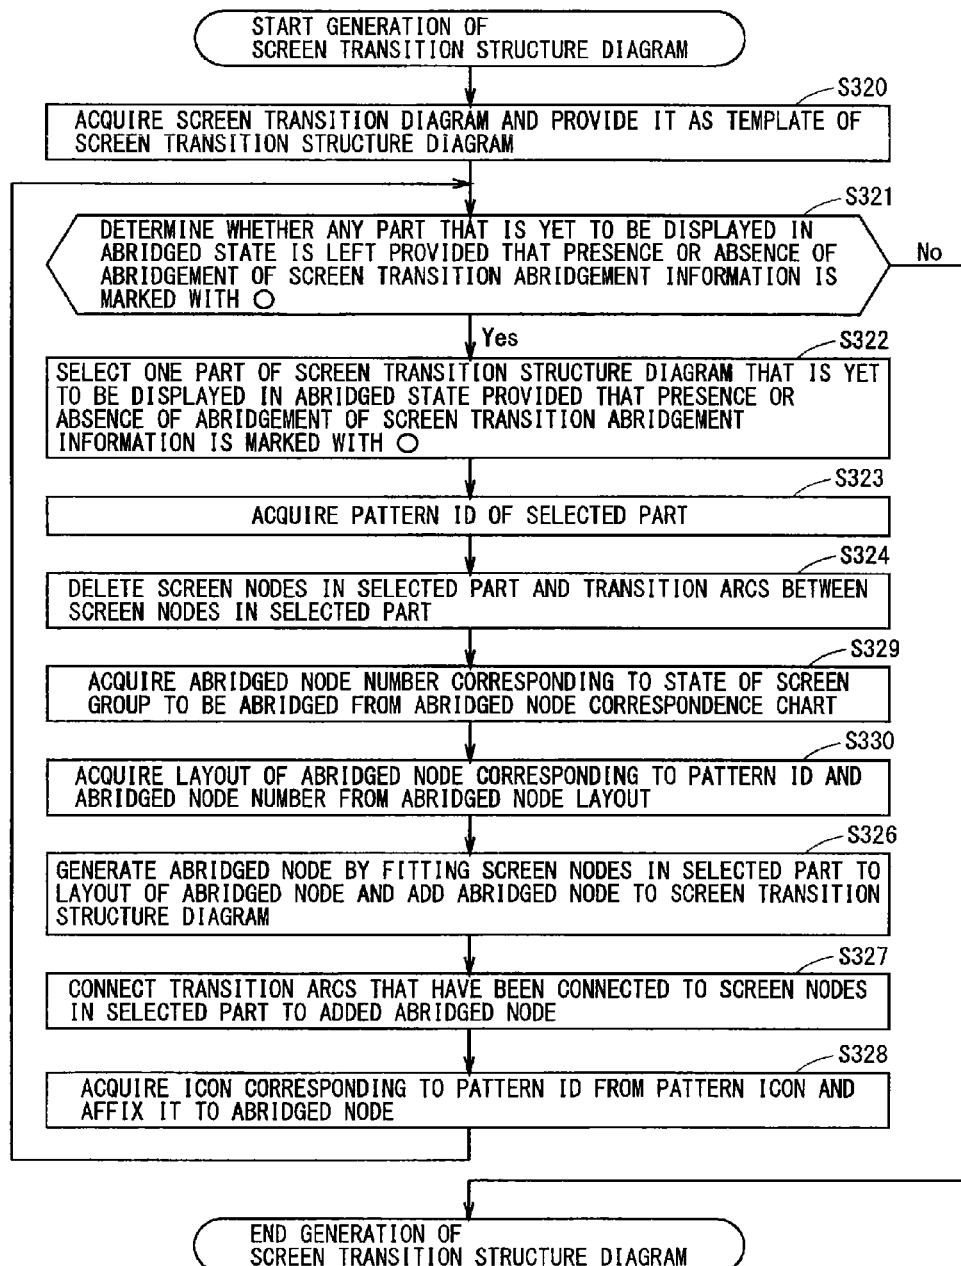 START GENERATION OF
SCREEN TRANSITION STRUCTURE DIAGRAM
S320
ACQUIRE SCREEN TRANSITION DIAGRAM AND PROVIDE IT AS TEMPLATE OF
SCREEN TRANSITION STRUCTURE DIAGRAM
S321
DETERMINE WHETHER ANY PART THAT IS YET TO BE DISPLAYED IN
ABRIDGED STATE IS LEFT PROVIDED THAT PRESENCE OR ABSENCE OF
ABRIDGEMENT OF SCREEN TRANSITION ABRIDGEMENT INFORMATION IS
MARKED WITH ○
No
Yes
S322
SELECT ONE PART OF SCREEN TRANSITION STRUCTURE DIAGRAM THAT IS YET
TO BE DISPLAYED IN ABRIDGED STATE PROVIDED THAT PRESENCE OR
ABSENCE OF ABRIDGEMENT OF SCREEN TRANSITION ABRIDGEMENT
INFORMATION IS MARKED WITH ○
S323
ACQUIRE PATTERN ID OF SELECTED PART
S324
DELETE SCREEN NODES IN SELECTED PART AND TRANSITION ARCS BETWEEN
SCREEN NODES IN SELECTED PART
S329
ACQUIRE ABRIDGED NODE NUMBER CORRESPONDING TO STATE OF SCREEN
GROUP TO BE ABRIDGED FROM ABRIDGED NODE CORRESPONDENCE CHART
S330
ACQUIRE LAYOUT OF ABRIDGED NODE CORRESPONDING TO PATTERN ID AND
ABRIDGED NODE NUMBER FROM ABRIDGED NODE LAYOUT
S326
GENERATE ABRIDGED NODE BY FITTING SCREEN NODES IN SELECTED PART TO
LAYOUT OF ABRIDGED NODE AND ADD ABRIDGED NODE TO SCREEN TRANSITION
STRUCTURE DIAGRAM
S327
CONNECT TRANSITION ARCS THAT HAVE BEEN CONNECTED TO SCREEN NODES
IN SELECTED PART TO ADDED ABRIDGED NODE
S328
ACQUIRE ICON CORRESPONDING TO PATTERN ID FROM PATTERN ICON AND
AFFIX IT TO ABRIDGED NODE
END GENERATION OF
SCREEN TRANSITION STRUCTURE DIAGRAM